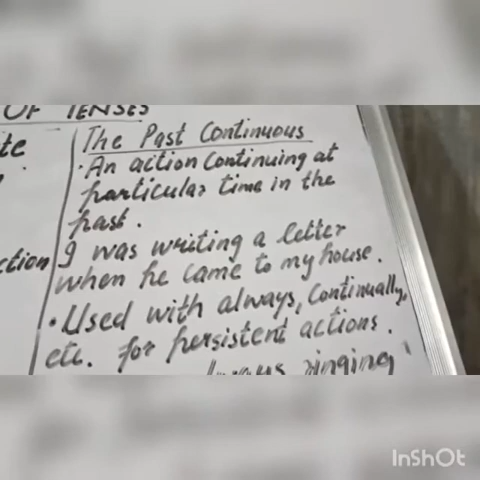 OF TENSES
te
The Past Continuous
· An action Continuing at
particular time in the
past.
ction
I was writing a letter
when he came to my house.
· Used with always, Continually,
etc. for persistent actions.
singing
InShOt